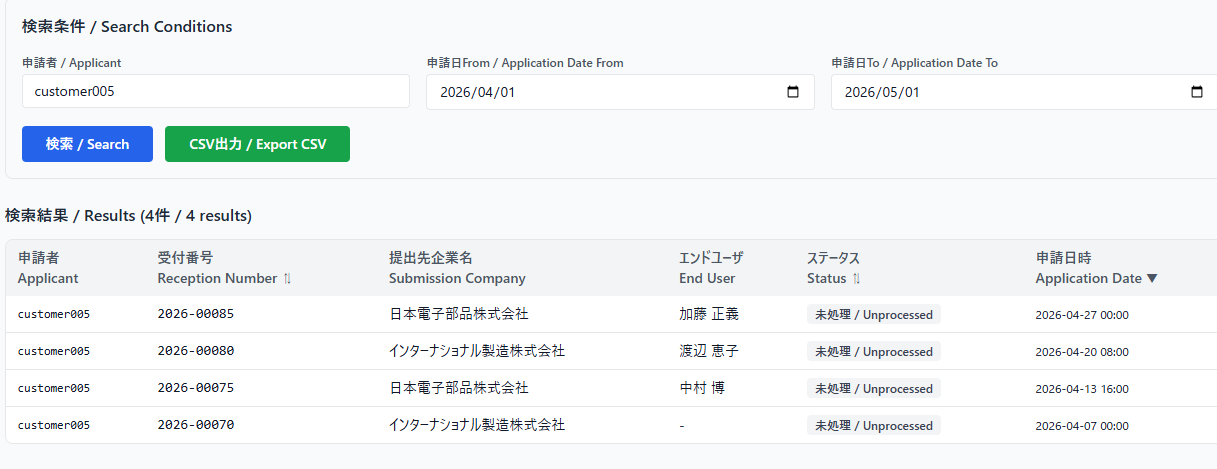 検索条件 / Search Conditions
申請者 / Applicant 申請日From / Application Date From 申請日To / Application Date To
customer005 2026/04/01 2026/05/01
検索 / Search CSV出力 / Export CSV
検索結果 / Results (4件 / 4 results)
申請者 受付番号 提出先企業名 エンドユーザ ステータス 申請日時
Applicant Reception Number ⇅ Submission Company End User Status ⇅ Application Date ▼
customer005 2026-00085 日本電子部品株式会社 加藤 正義 未処理 / Unprocessed 2026-04-27 00:00
customer005 2026-00080 インターナショナル製造株式会社 渡辺 恵子 未処理 / Unprocessed 2026-04-20 08:00
customer005 2026-00075 日本電子部品株式会社 中村 博 未処理 / Unprocessed 2026-04-13 16:00
customer005 2026-00070 インターナショナル製造株式会社 - 未処理 / Unprocessed 2026-04-07 00:00